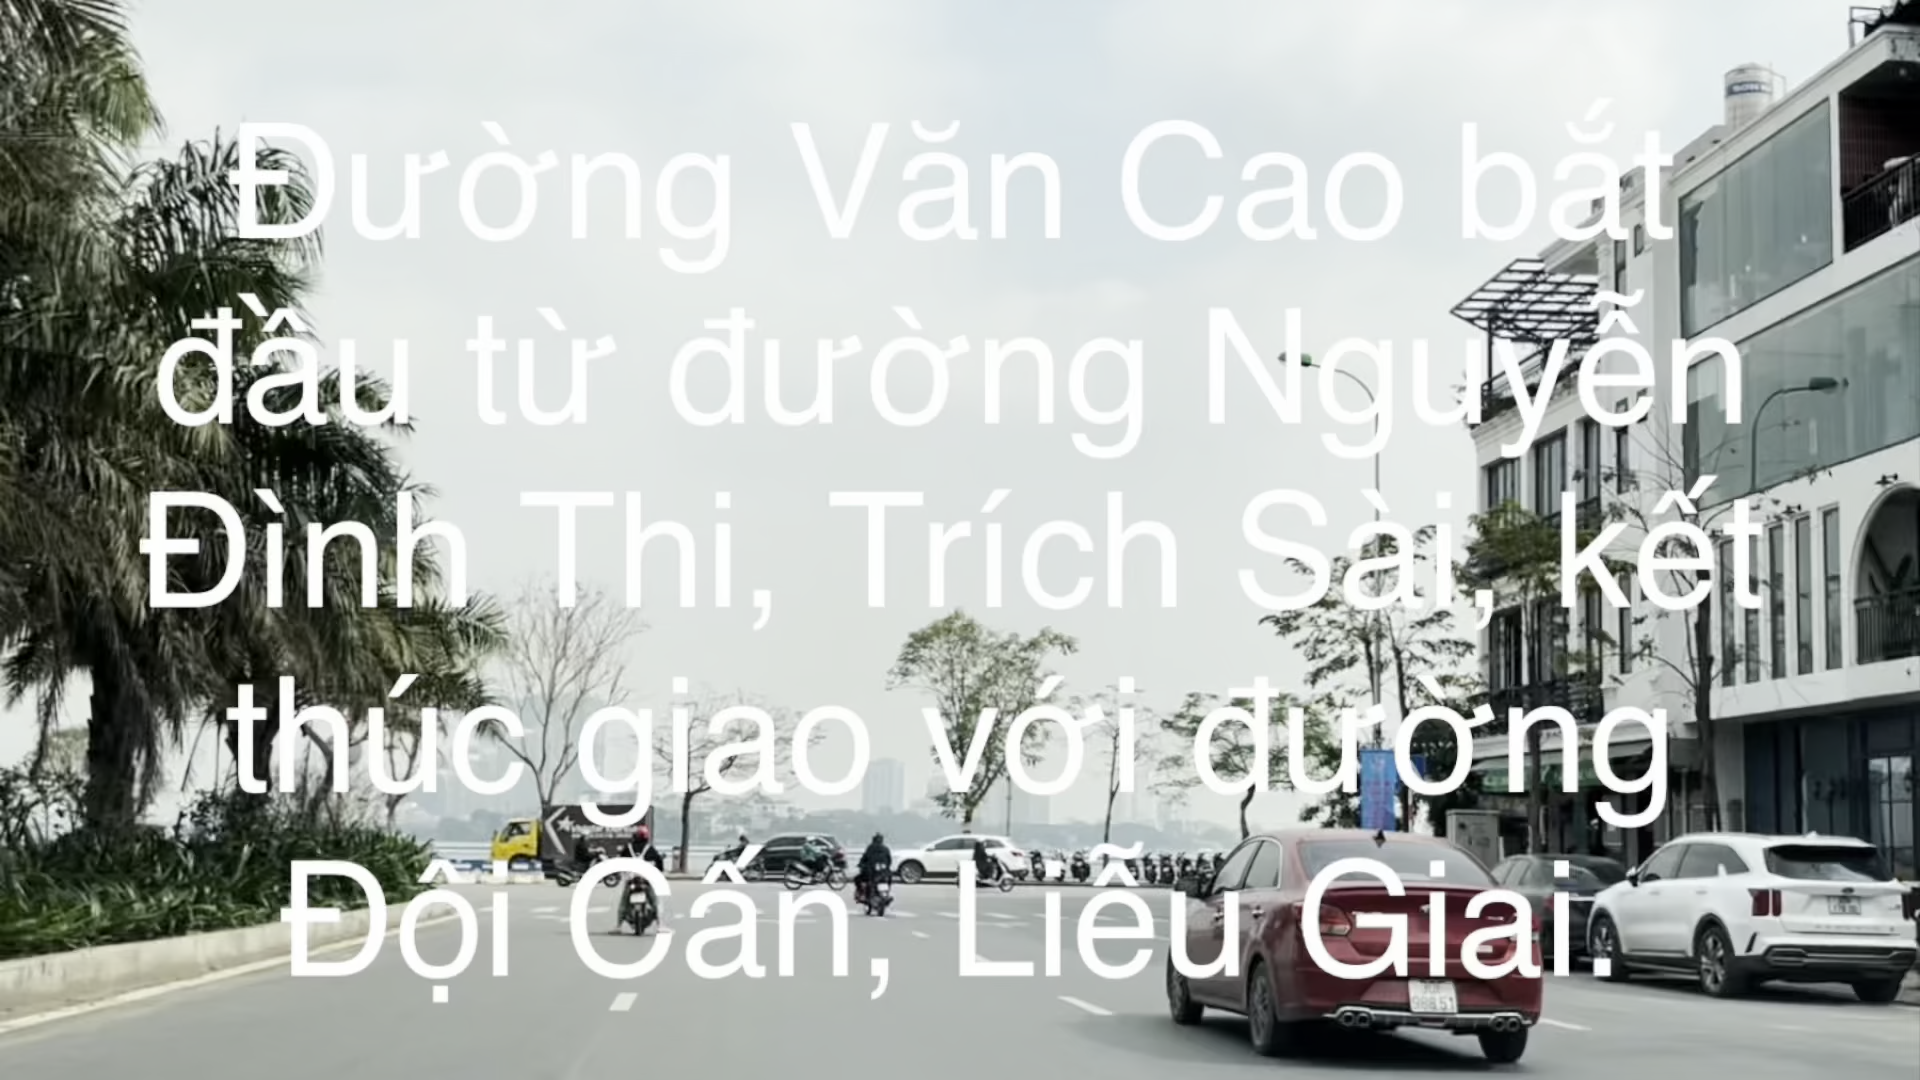 Đường Văn Cao bắt
đầu từ đường Nguyễn
Đình Thi, Trích Sài, kết
thúc giao với đường
Đội Cấn, Liễu Giai.